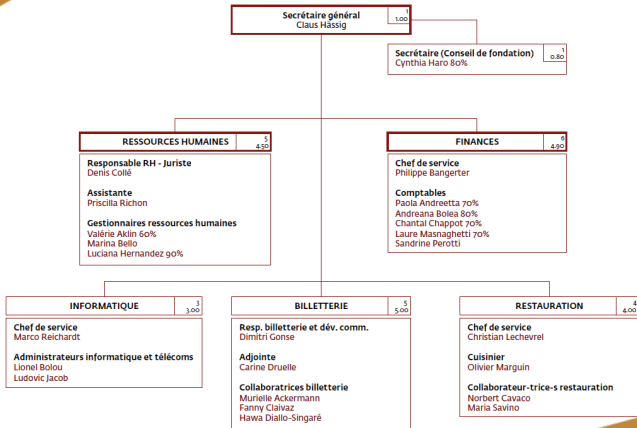 Secrétaire général
Claus Hässig
1
1.00
Secrétaire (Conseil de fondation)
Cynthia Haro 80%
1
0.80
RESSOURCES HUMAINES
5
4.50
Responsable RH - Juriste
Denis Collé
Assistante
Priscilla Richon
Gestionnaires ressources humaines
Valérie Aklin 60%
Marina Bello
Luciana Hernandez 90%
FINANCES
6
4.90
Chef de service
Philippe Bangerter
Comptables
Paola Andreetta 70%
Andreana Bolea 80%
Chantal Chappot 70%
Laure Masnaghetti 70%
Sandrine Perotti
INFORMATIQUE
3
3.00
Chef de service
Marco Reichardt
Administrateurs informatique et télécoms
Lionel Bolou
Ludovic Jacob
BILLETTERIE
5
5.00
Resp. billetterie et dév. comm.
Dimitri Gonse
Adjointe
Carine Druelle
Collaboratrices billetterie
Murielle Ackermann
Fanny Claivaz
Hawa Diallo-Singaré
RESTAURATION
4
4.00
Chef de service
Christian Lechevrel
Cuisinier
Olivier Marguin
Collaborateur-trice-s restauration
Norbert Cavaco
Maria Savino